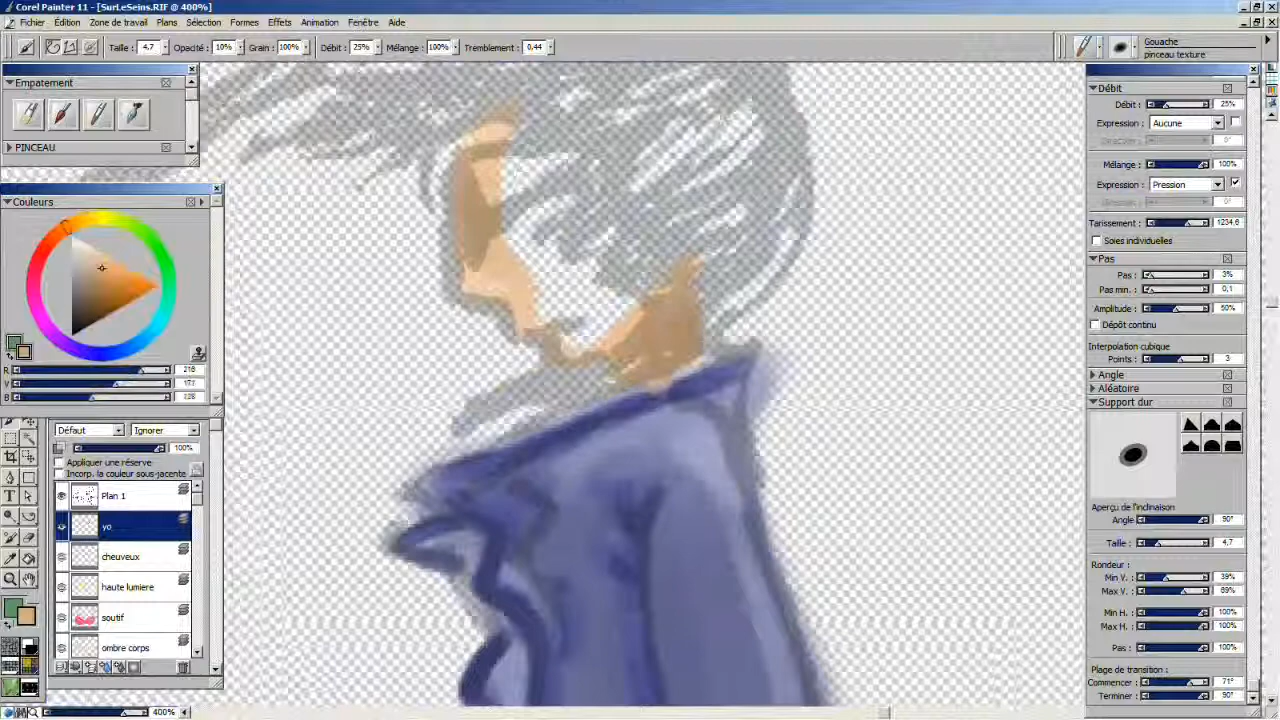 Corel Painter 11 - [SurLeSeins.RIF @ 400%]
Fichier Édition Zone de travail Plans Sélection Formes Effets Animation Fenêtre Aide
Taille : 4,7 Opacité : 10% Grain : 100% Débit : 25% Mélange : 100% Tremblement : 0,44
Gouache
pinceau texture
Empatement
PINCEAU
Couleurs
R
V
B
Défaut Ignorer
100%
Appliquer une réserve
Incorp. la couleur sous-jacente
Plan 1
yo
cheuveux
haute lumiere
soutif
ombre corps
400%
Débit
Débit : 25%
Expression : Aucune
Mélange : 100%
Expression : Pression
Tarissement : 1234,6
Soies individuelles
Pas
Pas : 3%
Pas min. : 0,1
Amplitude : 50%
Dépôt continu
Interpolation cubique
Points : 3
Angle
Aléatoire
Support dur
Aperçu de l'inclinaison
Angle : 90°
Taille : 4,7
Rondeur :
Min V. : 39%
Max V. : 89%
Min H. : 100%
Max H. : 100%
Pas : 100%
Plage de transition :
Commencer : 71°
Terminer : 90°